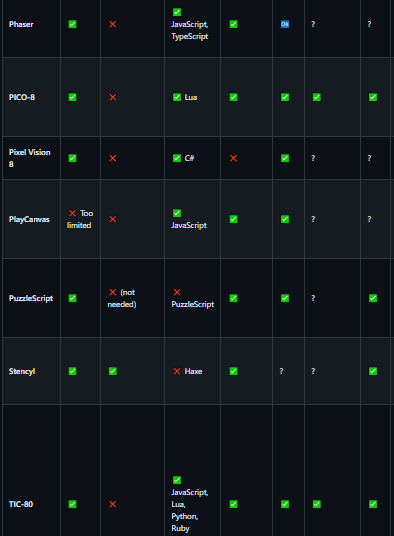 Phaser ✅ ❌ ✅ JavaScript, TypeScript ✅ 🆗 ? ?
PICO-8 ✅ ❌ ✅ Lua ✅ ✅ ✅ ✅
Pixel Vision 8 ✅ ❌ ✅ C# ❌ ✅ ? ?
PlayCanvas ❌ Too limited ❌ ✅ JavaScript ✅ ✅ ? ?
PuzzleScript ✅ ❌ (not needed) ❌ PuzzleScript ✅ ✅ ? ✅
Stencyl ✅ ✅ ❌ Haxe ✅ ? ? ✅
TIC-80 ✅ ❌ ✅ JavaScript, Lua, Python, Ruby ✅ ✅ ✅ ✅